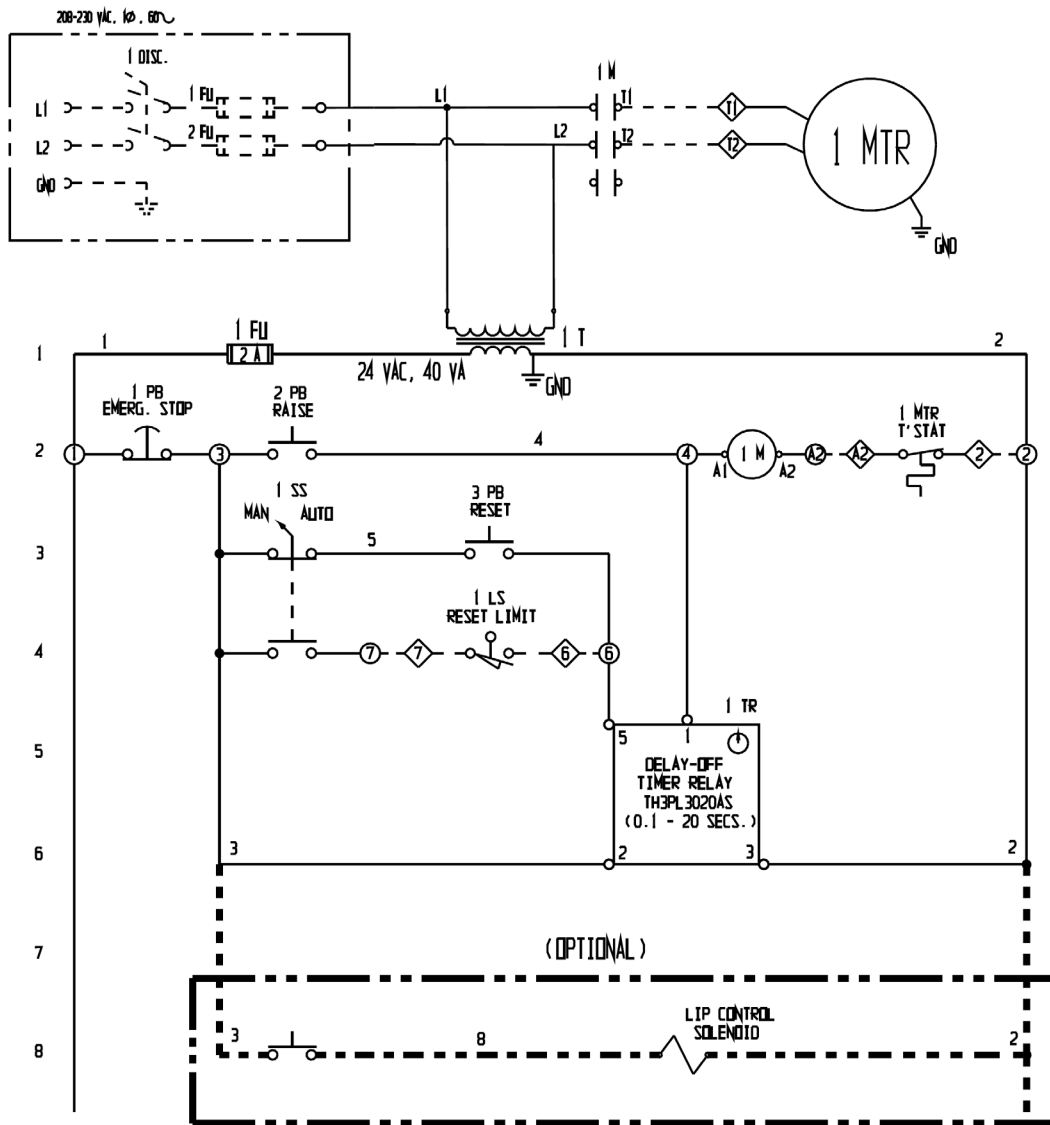 208-230 VAC, 1Ø, 60~
1 DISC.
L1
1 FU
L2
2 FU
GND
L1
L2
1 M
T1
T2
T1
T2
1 MTR
GND
1
1
1 FU
2 A
24 VAC, 40 VA
1 T
GND
2
2
1 PB
EMERG. STOP
1
3
2 PB
RAISE
4
4
A1
1 M
A2
A2
A2
1 MTR
T'STAT
2
2
3
1 SS
MAN
AUTO
5
3 PB
RESET
4
7
7
1 LS
RESET LIMIT
6
6
5
1 TR
5
1
DELAY-OFF
TIMER RELAY
TH3PL3020AS
(0.1 - 20 SECS.)
6
3
2
3
2
7
(OPTIONAL)
8
3
8
LIP CONTROL
SOLENOID
2